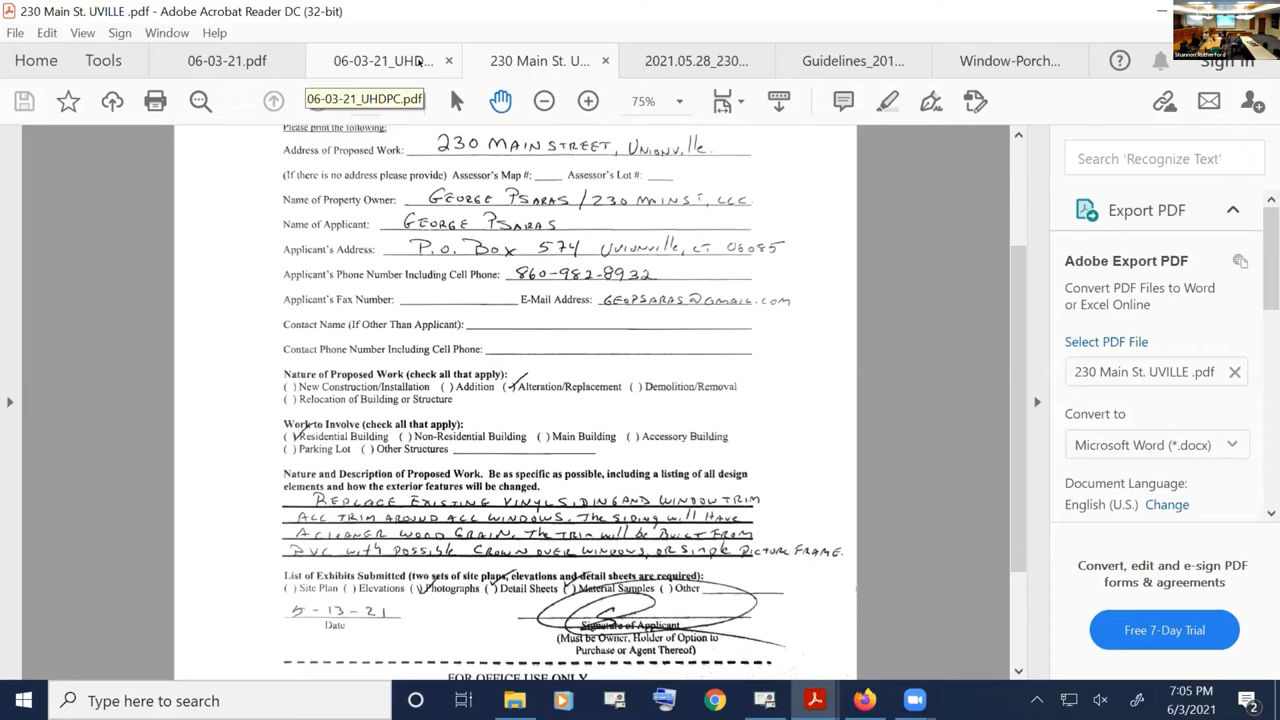 230 Main St. UVILLE .pdf - Adobe Acrobat Reader DC (32-bit)
Shannon Rutherford
File Edit View Sign Window Help
Home Tools 06-03-21.pdf 06-03-21_UHD... × 230 Main St. U... × 2021.05.28_230... Guidelines_201... Window-Porch... Sign In
06-03-21_UHDPC.pdf
75%
Please print the following:
Address of Proposed Work: 230 MAIN STREET, UNIONVILLE.
(If there is no address please provide) Assessor's Map #: ____ Assessor's Lot #: ____
Name of Property Owner: GEORGE PSARAS / 230 MAIN ST, LLC.
Name of Applicant: GEORGE PSARAS
Applicant's Address: P.O. BOX 574 UNIONVILLE, CT 06085
Applicant's Phone Number Including Cell Phone: 860-982-8932
Applicant's Fax Number: E-Mail Address: GEOPSARAS@GMAIL.COM
Contact Name (If Other Than Applicant):
Contact Phone Number Including Cell Phone:
Nature of Proposed Work (check all that apply):
( ) New Construction/Installation ( ) Addition (✓) Alteration/Replacement ( ) Demolition/Removal
( ) Relocation of Building or Structure
Work to Involve (check all that apply):
(✓) Residential Building ( ) Non-Residential Building ( ) Main Building ( ) Accessory Building
( ) Parking Lot ( ) Other Structures
Nature and Description of Proposed Work. Be as specific as possible, including a listing of all design
elements and how the exterior features will be changed.
REPLACE EXISTING VINYL SIDING AND WINDOW TRIM
ALL TRIM AROUND ALL WINDOWS, THE SIDING WILL HAVE
A CLEANER WOOD GRAIN. THE TRIM WILL BE BUILT FROM
PVC WITH POSSIBLE CROWN OVER WINDOWS, OR SIMPLE PICTURE FRAME.
List of Exhibits Submitted (two sets of site plans, elevations and detail sheets are required):
( ) Site Plan ( ) Elevations (✓) Photographs (✓) Detail Sheets (✓) Material Samples ( ) Other
5-13-21
Date
Signature of Applicant
(Must be Owner, Holder of Option to
Purchase or Agent Thereof)
FOR OFFICE USE ONLY
Search 'Recognize Text'
Export PDF
Adobe Export PDF
Convert PDF Files to Word
or Excel Online
Select PDF File
230 Main St. UVILLE .pdf
Convert to
Microsoft Word (*.docx)
Document Language:
English (U.S.) Change
Convert, edit and e-sign PDF
forms & agreements
Free 7-Day Trial
Type here to search
7:05 PM
6/3/2021
2